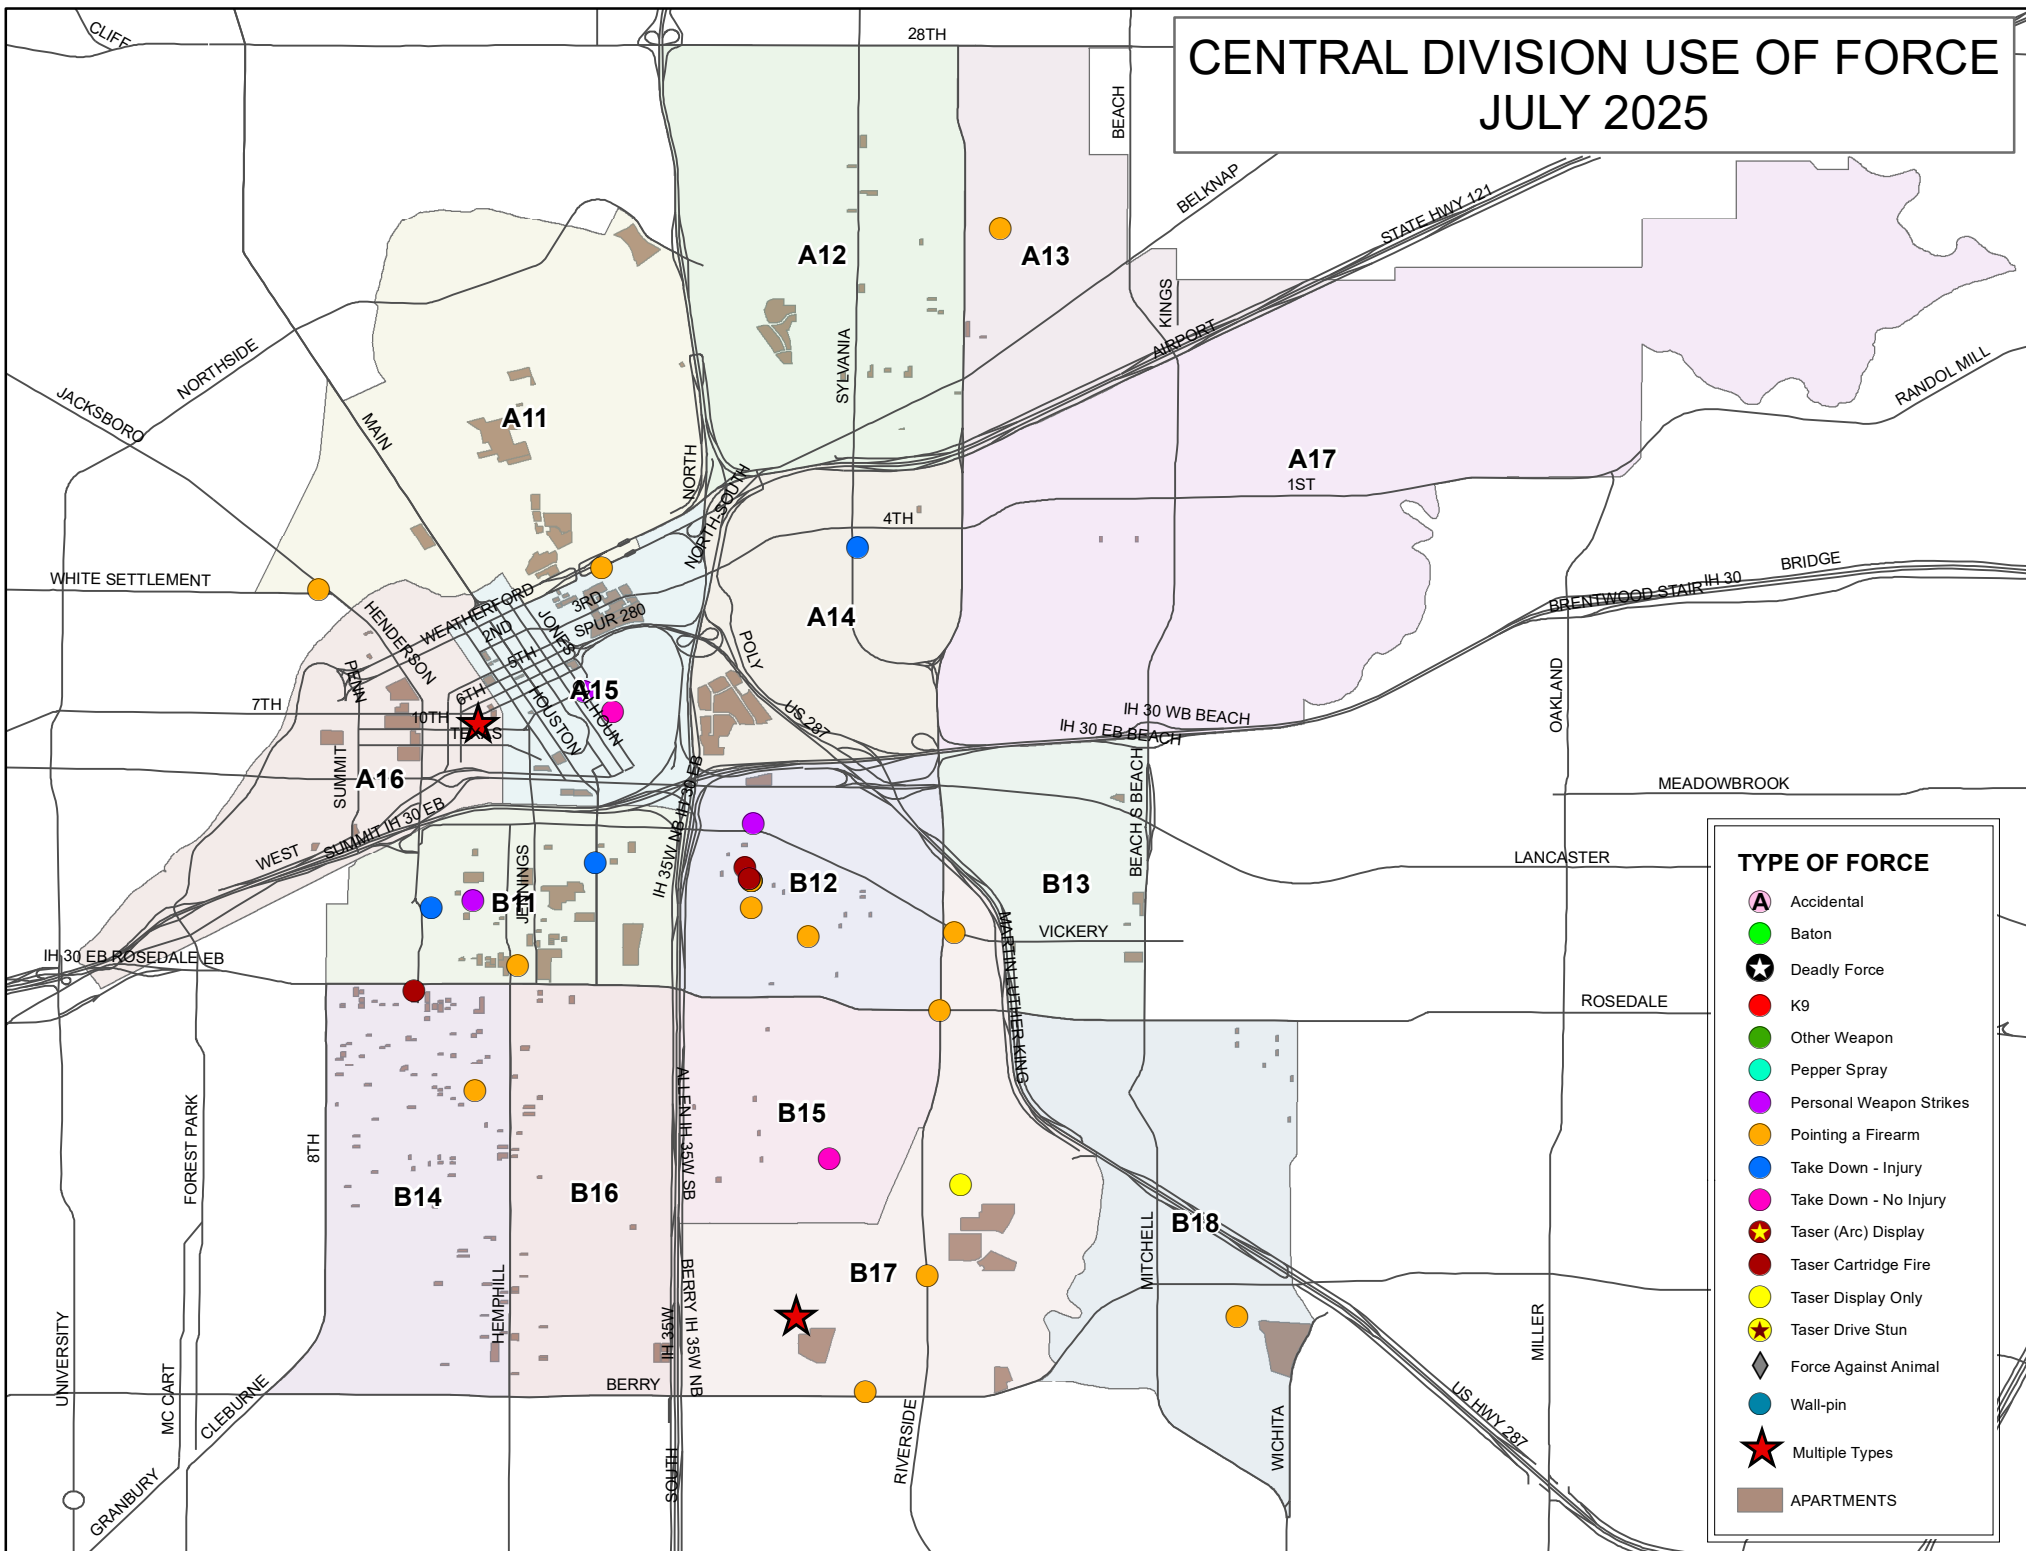 CENTRAL DIVISION USE OF FORCE
JULY 2025
CLIFF
28TH
BEACH
BELKNAP
STATE HWY 121
A12
A13
KINGS
AIRPORT
NORTHSIDE
SYLVANIA
JACKSBORO
MAIN
A11
RANDOL MILL
NORTH
A17
1ST
NORTH-SOUTH
4TH
WHITE SETTLEMENT
BRIDGE
IH 30
BRENTWOOD STAIR
HENDERSON
WEATHERFORD
3RD
2ND
JONES
SPUR 280
A14
5TH
POLY
PENN
6TH
A15
7TH
10TH
HOUSTON
US 287
IH 30 WB BEACH
IH 30 EB BEACH
OAKLAND
TEXAS
SUMMIT
A16
IH 35W NB IH 30 EB
BEACH S BEACH
MEADOWBROOK
SUMMIT IH 30 EB
WEST
JENNINGS
B11
B12
B13
LANCASTER
MARTIN LUTHER KING
VICKERY
IH 30 EB ROSEDALE EB
ROSEDALE
8TH
FOREST PARK
ALLEN IH 35W SB
B15
B14
B16
B18
MITCHELL
B17
HEMPHILL
BERRY IH 35W NB
IH 35W
UNIVERSITY
MC CART
MILLER
BERRY
CLEBURNE
RIVERSIDE
US HWY 287
WICHITA
SOUTH
GRANBURY
TYPE OF FORCE
A Accidental
Baton
Deadly Force
K9
Other Weapon
Pepper Spray
Personal Weapon Strikes
Pointing a Firearm
Take Down - Injury
Take Down - No Injury
Taser (Arc) Display
Taser Cartridge Fire
Taser Display Only
Taser Drive Stun
Force Against Animal
Wall-pin
Multiple Types
APARTMENTS